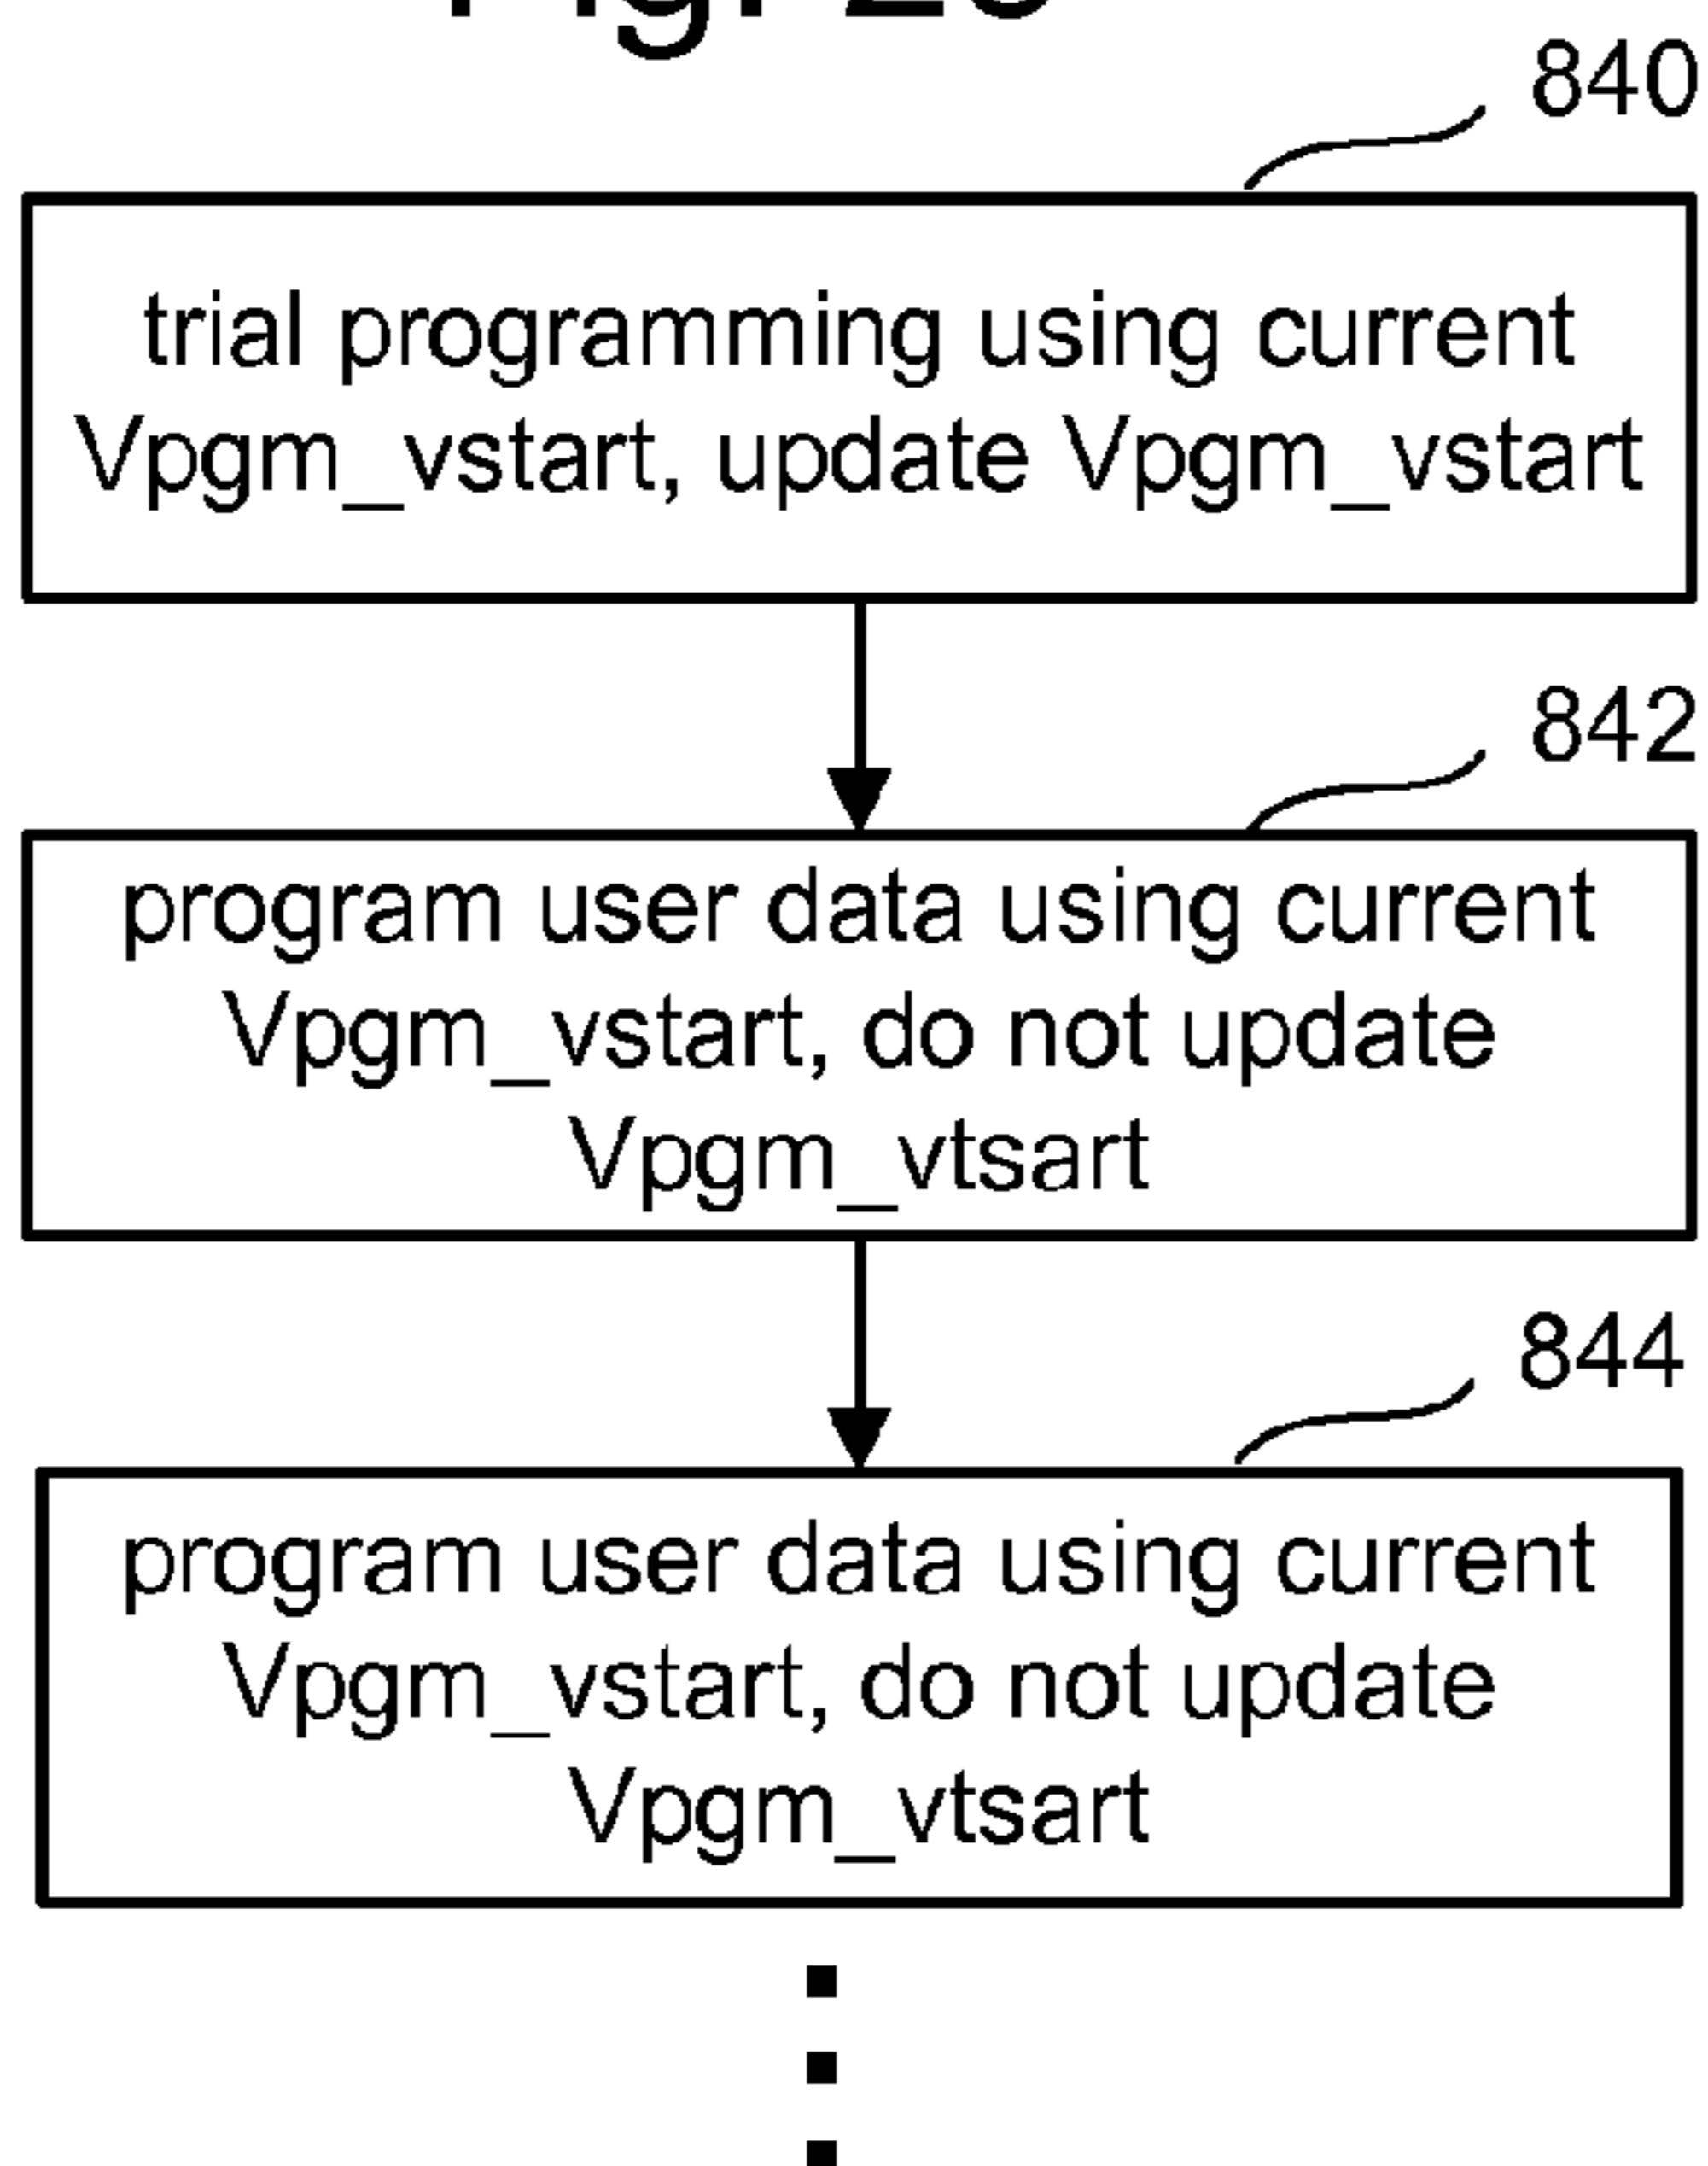 840
trial programming using current
Vpgm_vstart, update Vpgm_vstart
842
program user data using current
Vpgm_vstart, do not update
Vpgm_vtsart
844
program user data using current
Vpgm_vstart, do not update
Vpgm_vtsart